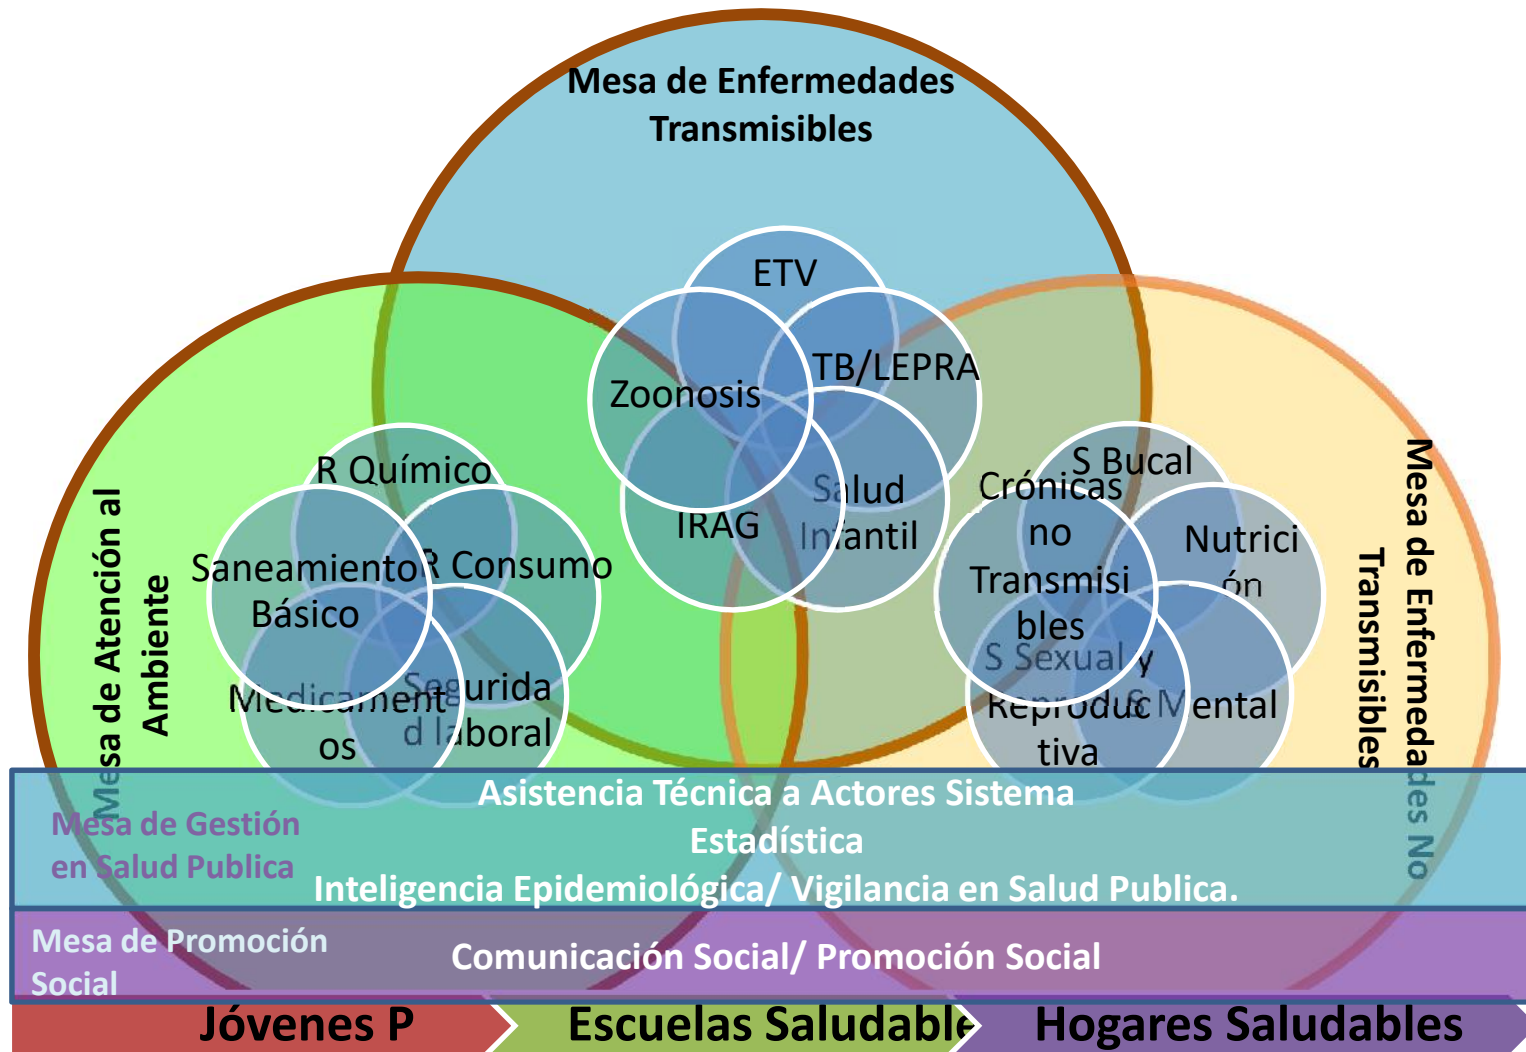 Mesa de Enfermedades
Transmisibles
ETV
TB/LEPRA
Zoonosis
Salud
Infantil
IRAG
Mesa de Atención al
Ambiente
R Químico
R Consumo
Saneamiento
Básico
Segurida
d laboral
Medicament
os
Mesa de Enfermedades No
Transmisibles
S Bucal
Nutrici
ón
Crónicas
no
Transmisi
bles
S Mental
S Sexual y
Reproduc
tiva
Mesa de Gestión
en Salud Publica
Asistencia Técnica a Actores Sistema
Estadística
Inteligencia Epidemiológica/ Vigilancia en Salud Publica.
Mesa de Promoción
Social
Comunicación Social/ Promoción Social
Jóvenes P
Escuelas Saludable
Hogares Saludables